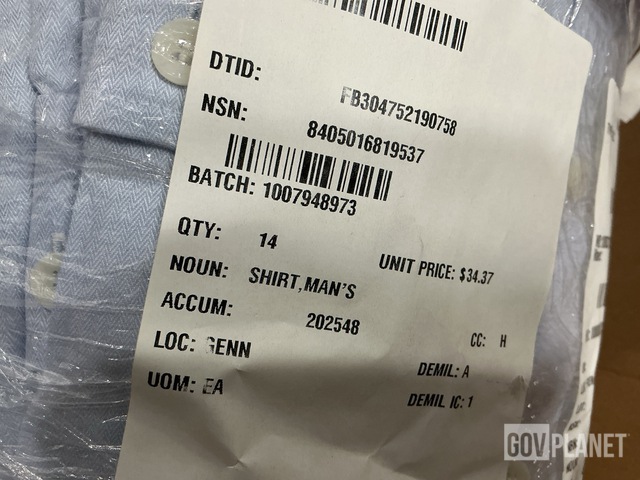 DTID: FB304752190758
NSN: 8405016819537
BATCH: 1007948973
QTY: 14
UNIT PRICE: $34.37
NOUN: SHIRT,MAN'S
ACCUM: 202548
CC: H
LOC: GENN
DEMIL: A
UOM: EA
DEMIL IC: 1
GOVPLANET